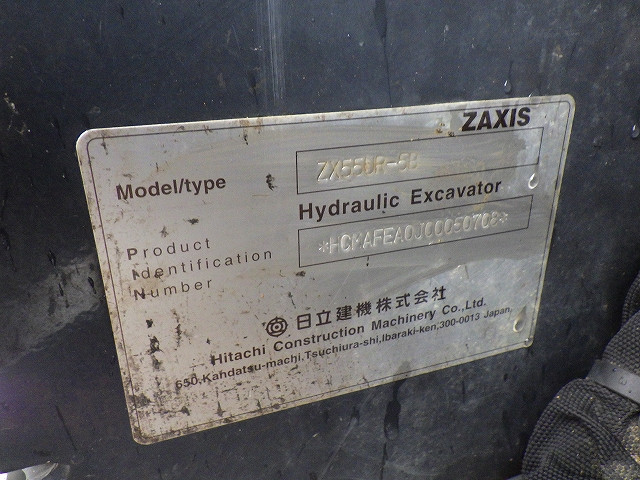 ZAXIS
Model/type ZX55UR-5B
Hydraulic Excavator
Product
Identification
Number
*HCMAFEA0J00050708*
日立建機株式会社
Hitachi Construction Machinery Co.,Ltd.
650,Kandatsu-machi,Tsuchiura-shi,Ibaraki-ken,300-0013 Japan.